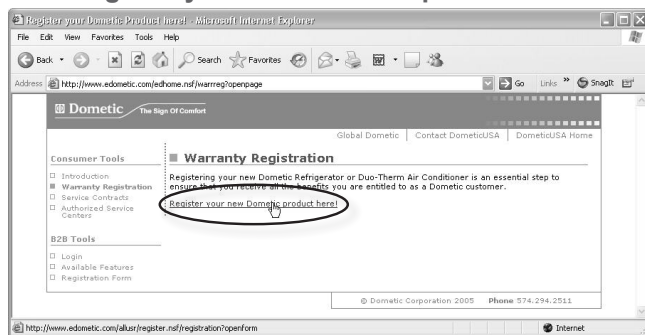 Register your Dometic Product here! - Microsoft Internet Explorer
File Edit View Favorites Tools Help
Back Search Favorites
Address http://www.edometic.com/edhome.nsf/warrreg?openpage Go Links » SnagIt
Dometic The Sign Of Comfort
Global Dometic Contact DometicUSA DometicUSA Home
Consumer Tools
Introduction
Warranty Registration
Service Contracts
Authorized Service
Centers
B2B Tools
Login
Available Features
Registration Form
Warranty Registration
Registering your new Dometic Refrigerator or Duo-Therm Air Conditioner is an essential step to
ensure that you receive all the benefits you are entitled to as a Dometic customer.
Register your new Dometic product here!
© Dometic Corporation 2005 Phone 574.294.2511
http://www.edometic.com/allusr/register.nsf/registration?openform Internet